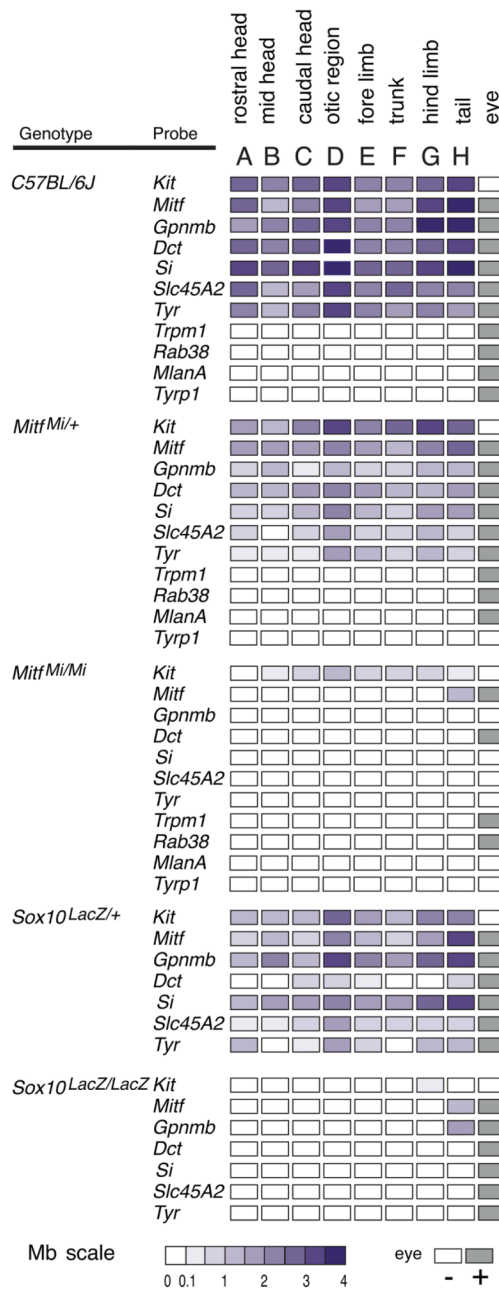 rostral head mid head caudal head otic region fore limb trunk hind limb tail eye
Genotype Probe
A B C D E F G H
C57BL/6J Kit
Mitf
Gpnmb
Dct
Si
Slc45A2
Tyr
Trpm1
Rab38
MlanA
Tyrp1
Mitf Mi/+ Kit
Mitf
Gpnmb
Dct
Si
Slc45A2
Tyr
Trpm1
Rab38
MlanA
Tyrp1
Mitf Mi/Mi Kit
Mitf
Gpnmb
Dct
Si
Slc45A2
Tyr
Trpm1
Rab38
MlanA
Tyrp1
Sox10 LacZ/+ Kit
Mitf
Gpnmb
Dct
Si
Slc45A2
Tyr
Sox10 LacZ/LacZ Kit
Mitf
Gpnmb
Dct
Si
Slc45A2
Tyr
Mb scale eye
0 0.1 1 2 3 4 - +